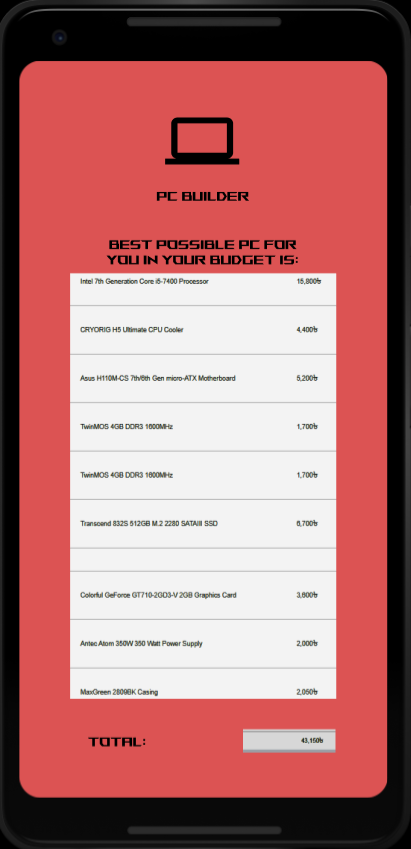 PC BUILDER
BEST POSSIBLE PC FOR
YOU IN YOUR BUDGET IS:
Intel 7th Generation Core i5-7400 Processor 15,800৳
CRYORIG H5 Ultimate CPU Cooler 4,400৳
Asus H110M-CS 7th/6th Gen micro-ATX Motherboard 5,200৳
TwinMOS 4GB DDR3 1600MHz 1,700৳
TwinMOS 4GB DDR3 1600MHz 1,700৳
Transcend 832S 512GB M.2 2280 SATAIII SSD 6,700৳
Colorful GeForce GT710-2GD3-V 2GB Graphics Card 3,600৳
Antec Atom 350W 350 Watt Power Supply 2,000৳
MaxGreen 2809BK Casing 2,050৳
TOTAL: 43,150৳